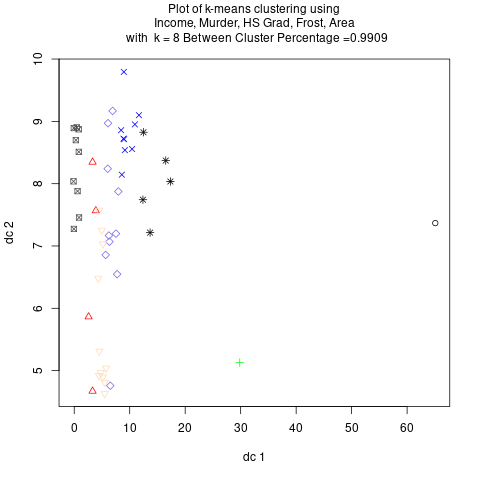 Plot of k-means clustering using
Income, Murder, HS Grad, Frost, Area
with k = 8 Between Cluster Percentage =0.9909
10
9
8
7
6
5
dc 2
0 10 20 30 40 50 60
dc 1